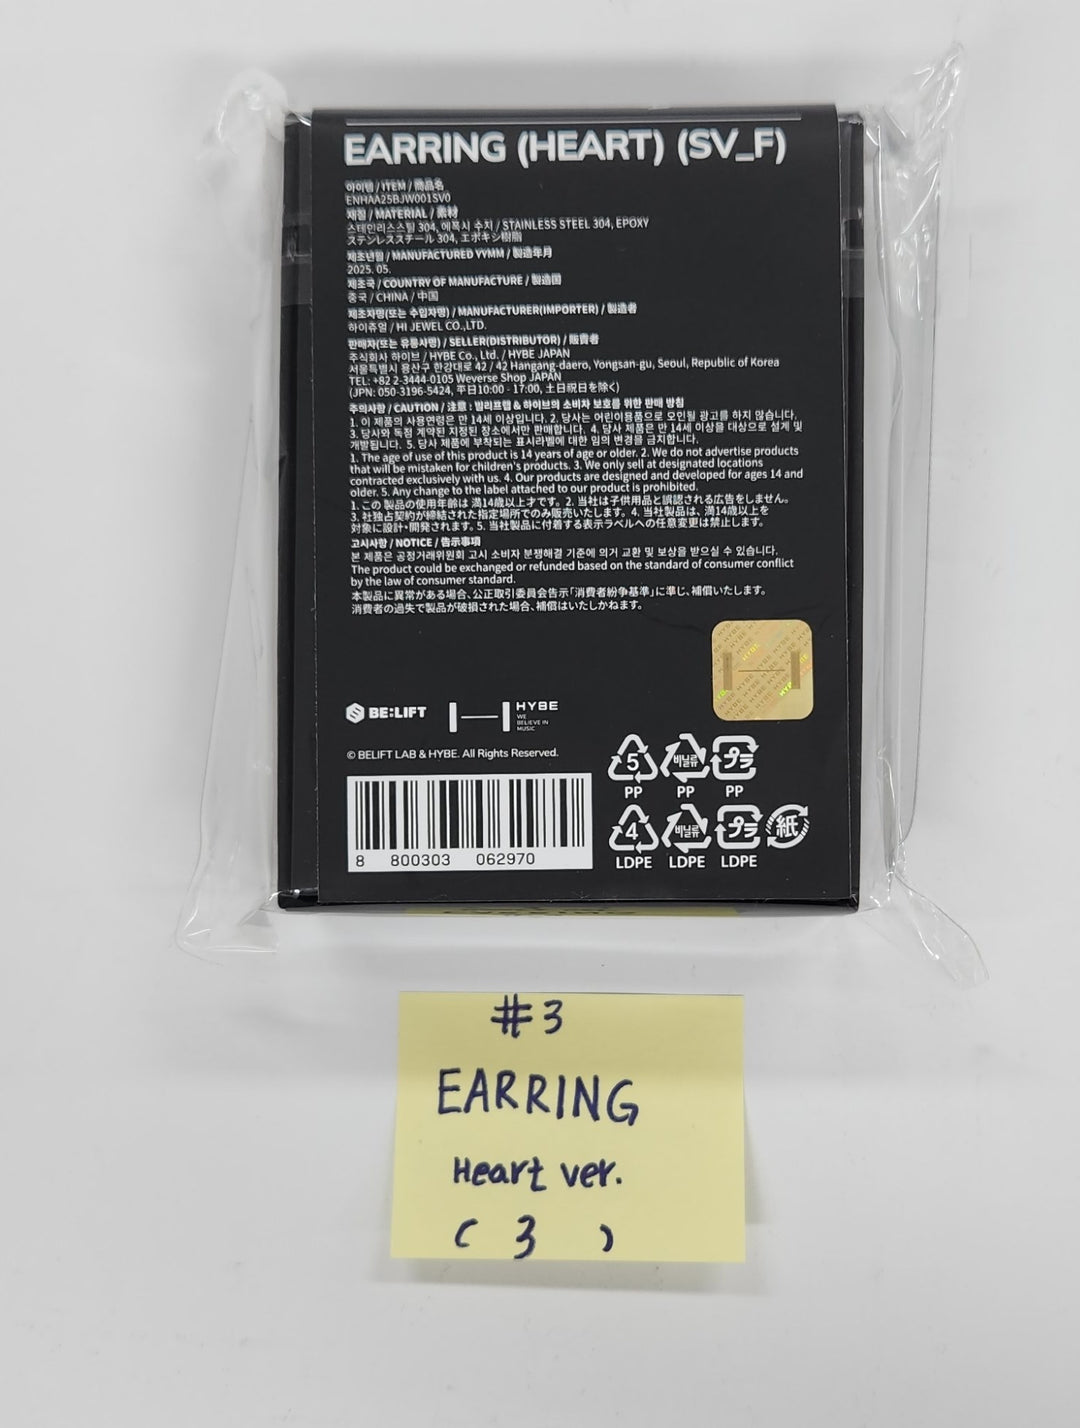 EARRING (HEART) (SV_F)
아이템 / ITEM / 商品名
ENHAA25BJW001SV0
재질 / MATERIAL / 素材
스테인리스스틸 304, 에폭시 수지 / STAINLESS STEEL 304, EPOXY
ステンレススチール 304, エポキシ樹脂
제조년월 / MANUFACTURED YYMM / 製造年月
2025. 05.
제조국 / COUNTRY OF MANUFACTURE / 製造国
중국 / CHINA / 中国
제조자명(또는 수입자명) / MANUFACTURER(IMPORTER) / 製造者
하이쥬얼 / HI JEWEL CO.,LTD.
판매자(또는 유통사명) / SELLER(DISTRIBUTOR) / 販賣者
주식회사 하이브 / HYBE Co., Ltd. / HYBE JAPAN
서울특별시 용산구 한강대로 42 / 42 Hangang-daero, Yongsan-gu, Seoul, Republic of Korea
TEL: +82 2-3444-0105 Weverse Shop JAPAN
(JPN: 050-3196-5424, 平日10:00 - 17:00, 土日祝日を除く)
주의사항 / CAUTION / 注意 : 빌리프랩 & 하이브의 소비자 보호를 위한 판매 방침
1. 이 제품의 사용연령은 만 14세 이상입니다. 2. 당사는 어린이용품으로 오인될 광고를 하지 않습니다.
3. 당사와 독점 계약된 지정된 장소에서만 판매합니다. 4. 당사 제품은 만 14세 이상을 대상으로 설계 및
개발됩니다. 5. 당사 제품에 부착되는 표시라벨에 대한 임의 변경을 금지합니다.
1. The age of use of this product is 14 years of age or older. 2. We do not advertise products
that will be mistaken for children's products. 3. We only sell at designated locations
contracted exclusively with us. 4. Our products are designed and developed for ages 14 and
older. 5. Any change to the label attached to our product is prohibited.
1. この 製品の使用年齢は 満14歳以上才です。2. 当社は子供用品と誤認される広告をしません。
3. 社独占契約が締結された指定場所でのみ販売いたします。4. 当社製品は、満14歳以上を
対象に設計・開発されます。5. 当社製品に付着する表示ラベルへの任意変更は禁止します。
고시사항 / NOTICE / 告示事項
본 제품은 공정거래위원회 고시 소비자 분쟁해결 기준에 의거 교환 및 보상을 받으실 수 있습니다.
The product could be exchanged or refunded based on the standard of consumer conflict
by the law of consumer standard.
本製品に異常がある場合、公正取引委員会告示「消費者紛争基準」に準じ、補償いたします。
消費者の過失で製品が破損された場合、補償はいたしかねます。
BE:LIFT HYBE
WE
BELIEVE IN
MUSIC
© BELIFT LAB & HYBE. All Rights Reserved.
8 800303 062970
5 비닐류 プラ
PP PP PP
4 비닐류 プラ 紙
LDPE LDPE LDPE
HYBE
#3
EARRING
Heart ver.
( 3 )